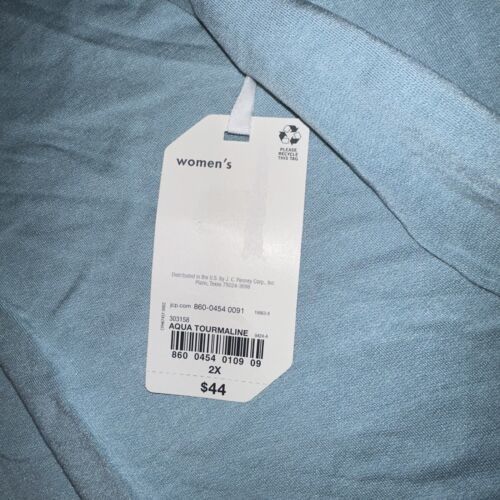 PLEASE
RECYCLE
THIS TAG
women's
Distributed in the U.S. by J. C. Penney Corp., Inc
Plano, Texas 75024-3698
jcp.com 860-0454 0091
303158
AQUA TOURMALINE
860 0454 0109 09
2X
$44